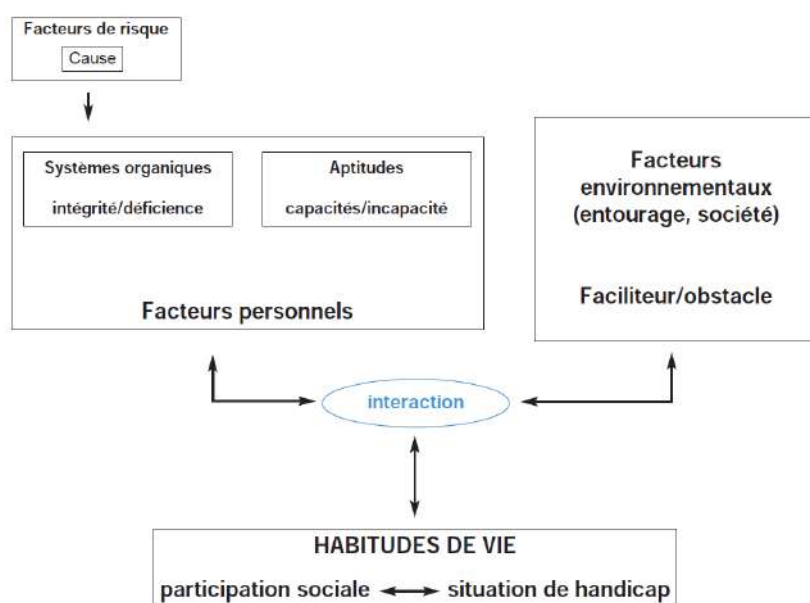 Facteurs de risque
Cause
Systèmes organiques
intégrité/déficience
Aptitudes
capacités/incapacité
Facteurs personnels
Facteurs
environnementaux
(entourage, société)
Faciliteur/obstacle
interaction
HABITUDES DE VIE
participation sociale situation de handicap